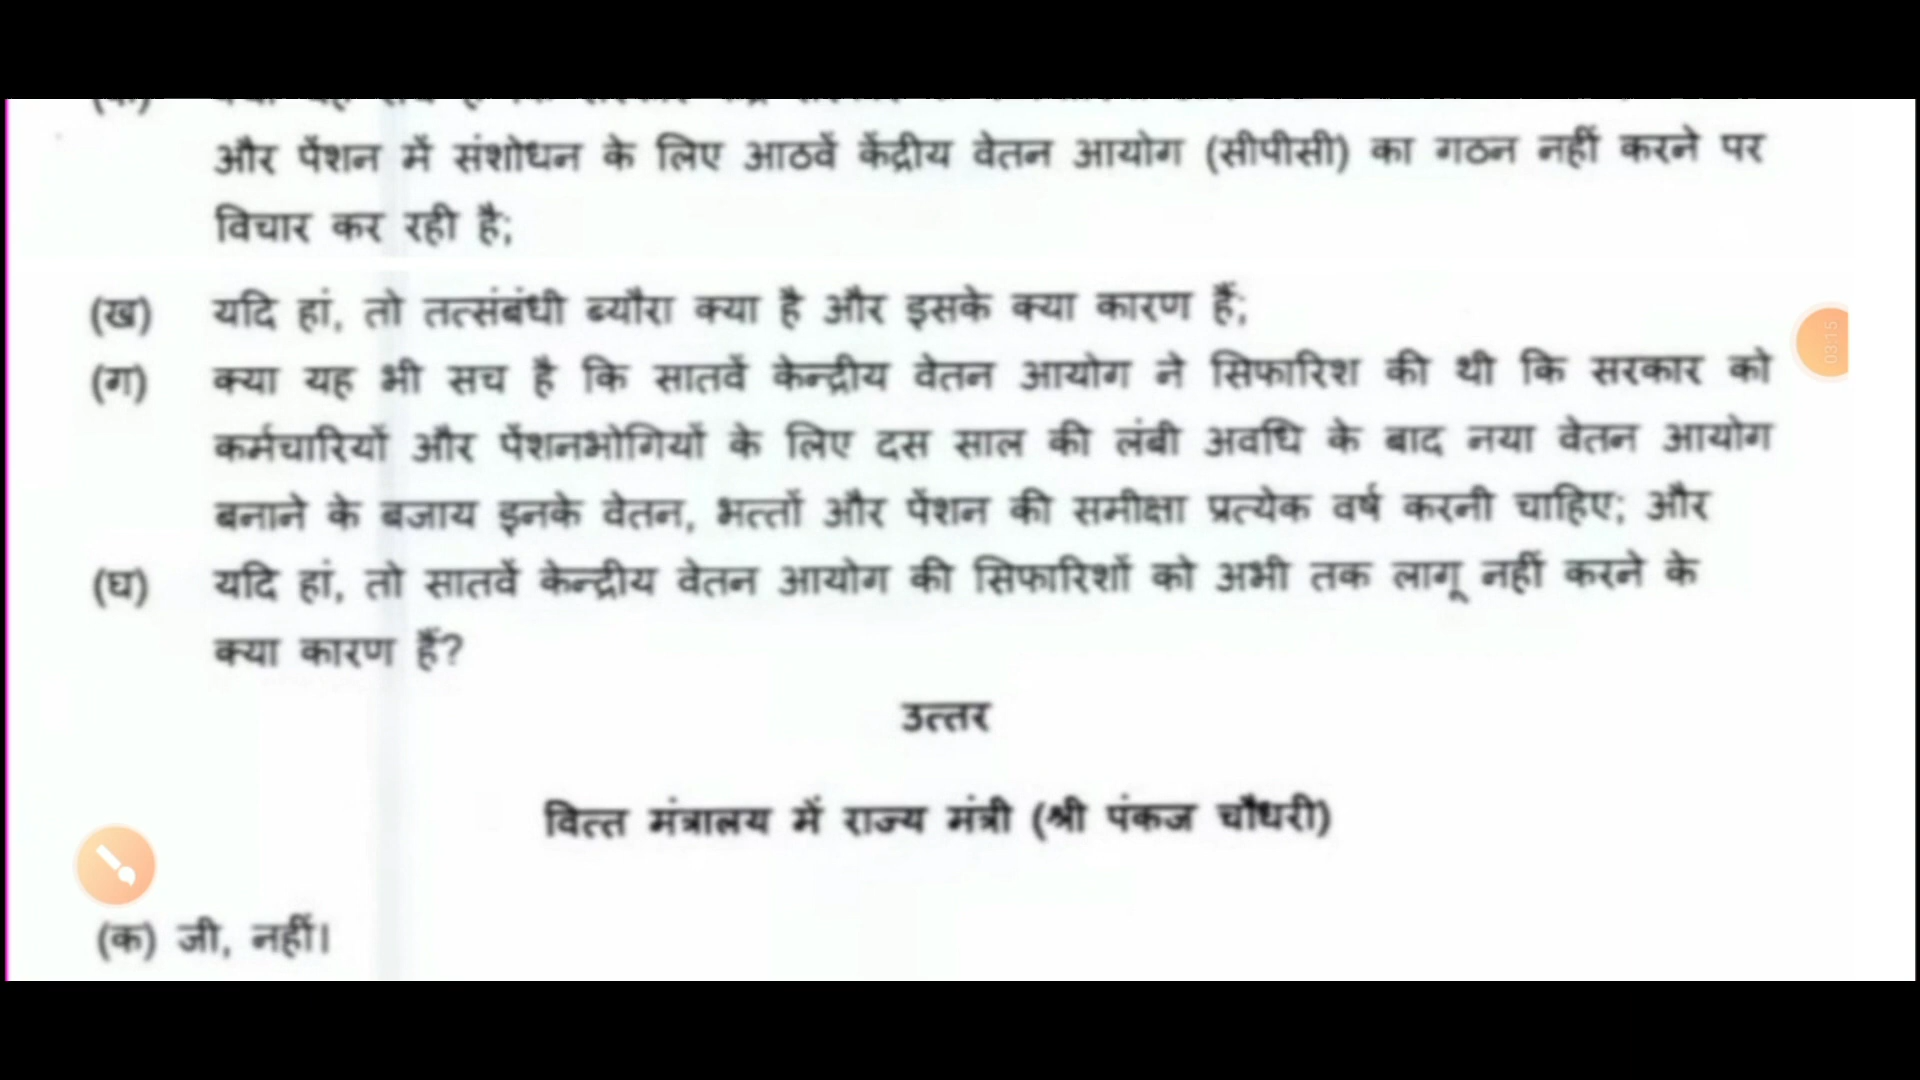 और पेंशन में संशोधन के लिए आठवें केंद्रीय वेतन आयोग (सीपीसी) का गठन नहीं करने पर
विचार कर रही है;
(ख) यदि हां, तो तत्संबंधी ब्यौरा क्या है और इसके क्या कारण हैं;
(ग) क्या यह भी सच है कि सातवें केन्द्रीय वेतन आयोग ने सिफारिश की थी कि सरकार को
कर्मचारियों और पेंशनभोगियों के लिए दस साल की लंबी अवधि के बाद नया वेतन आयोग
बनाने के बजाय इनके वेतन, भत्तों और पेंशन की समीक्षा प्रत्येक वर्ष करनी चाहिए; और
(घ) यदि हां, तो सातवें केन्द्रीय वेतन आयोग की सिफारिशों को अभी तक लागू नहीं करने के
क्या कारण हैं?
उत्तर
वित्त मंत्रालय में राज्य मंत्री (श्री पंकज चौधरी)
(क) जी, नहीं।
03:15